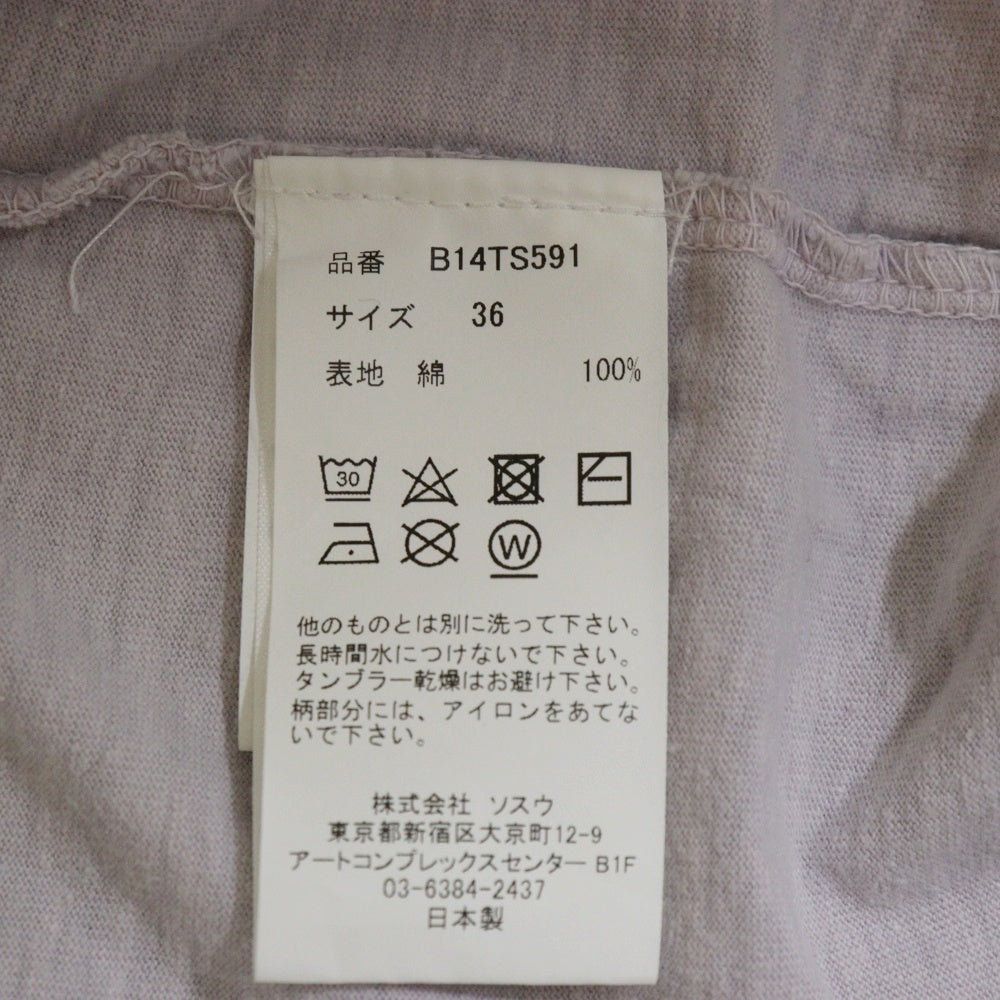 品番 B14TS591
サイズ 36
表地 綿 100%
30
W
他のものとは別に洗って下さい。
長時間水につけないで下さい。
タンブラー乾燥はお避け下さい。
柄部分には、アイロンをあてな
いで下さい。
株式会社 ソスウ
東京都新宿区大京町12-9
アートコンプレックスセンター B1F
03-6384-2437
日本製